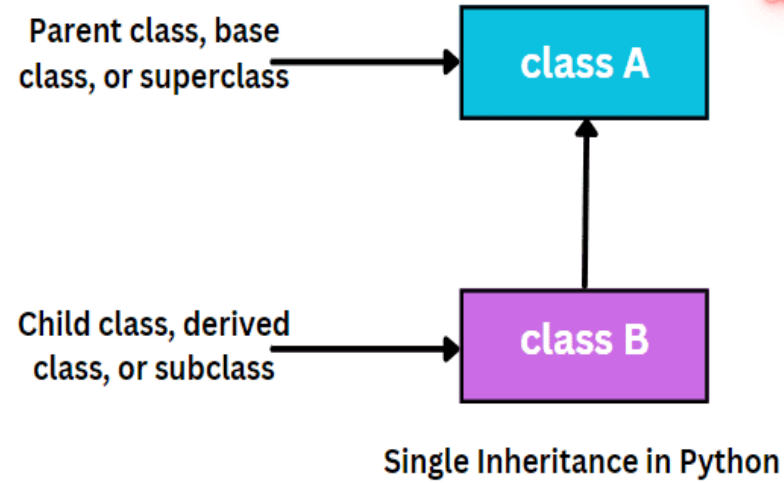 Parent class, base
class, or superclass
class A
Child class, derived
class, or subclass
class B
Single Inheritance in Python